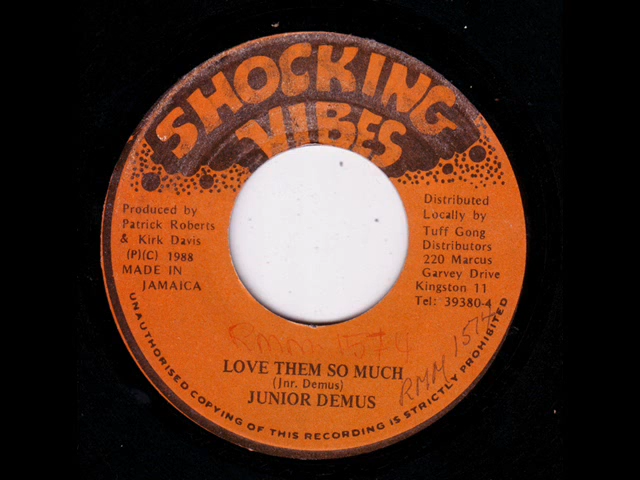 SHOCKING
VIBES
Produced by
Patrick Roberts
& Kirk Davis
(P)(C) 1988
MADE IN
JAMAICA
Distributed
Locally by
Tuff Gong
Distributors
220 Marcus
Garvey Drive
Kingston 11
Tel: 39380-4
RMM 1574
LOVE THEM SO MUCH
(Jnr. Demus)
JUNIOR DEMUS
RMM 1574
UNAUTHORISED COPYING OF THIS RECORDING IS STRICTLY PROHIBITED